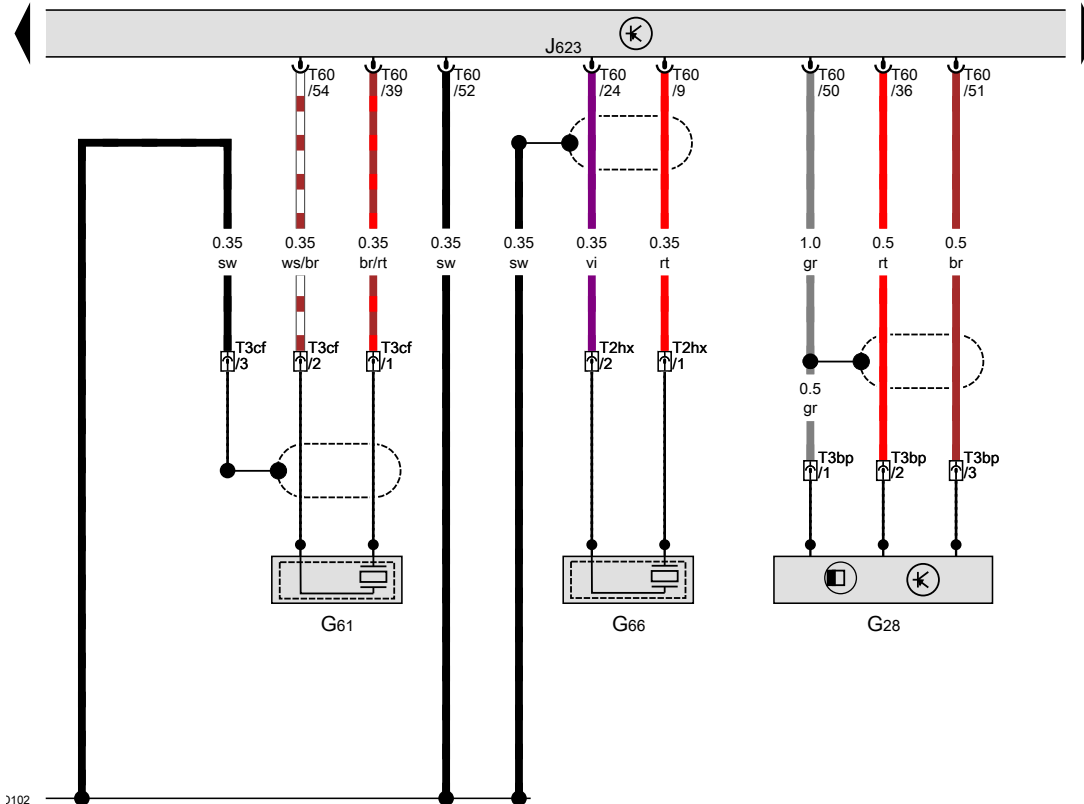 J623
T60 T60 T60 T60 T60 T60 T60 T60
/54 /39 /52 /24 /9 /50 /36 /51
0.35 0.35 0.35 0.35 0.35 0.35 0.35 1.0 0.5 0.5
sw ws/br br/rt sw sw vi rt gr rt br
T3cf T3cf T3cf T2hx T2hx
/3 /2 /1 /2 /1
0.5
gr
T3bp T3bp T3bp
/1 /2 /3
G61 G66 G28